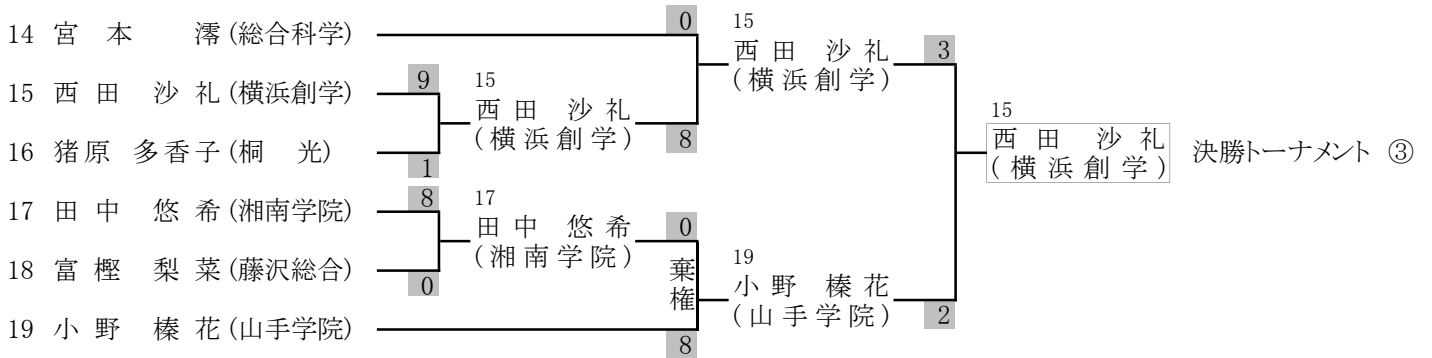 14 宮本 澪 (総合科学)
15 西田 沙礼 (横浜創学)
16 猪原 多香子 (桐 光)
17 田中 悠希 (湘南学院)
18 富樫 梨菜 (藤沢総合)
19 小野 榛花 (山手学院)
9
1
8
0
15
西田 沙礼
(横浜創学)
17
田中 悠希
(湘南学院)
0
8
0
棄権
8
15
西田 沙礼
(横浜創学)
19
小野 榛花
(山手学院)
3
2
15
西田 沙礼
(横浜創学)
決勝トーナメント ③